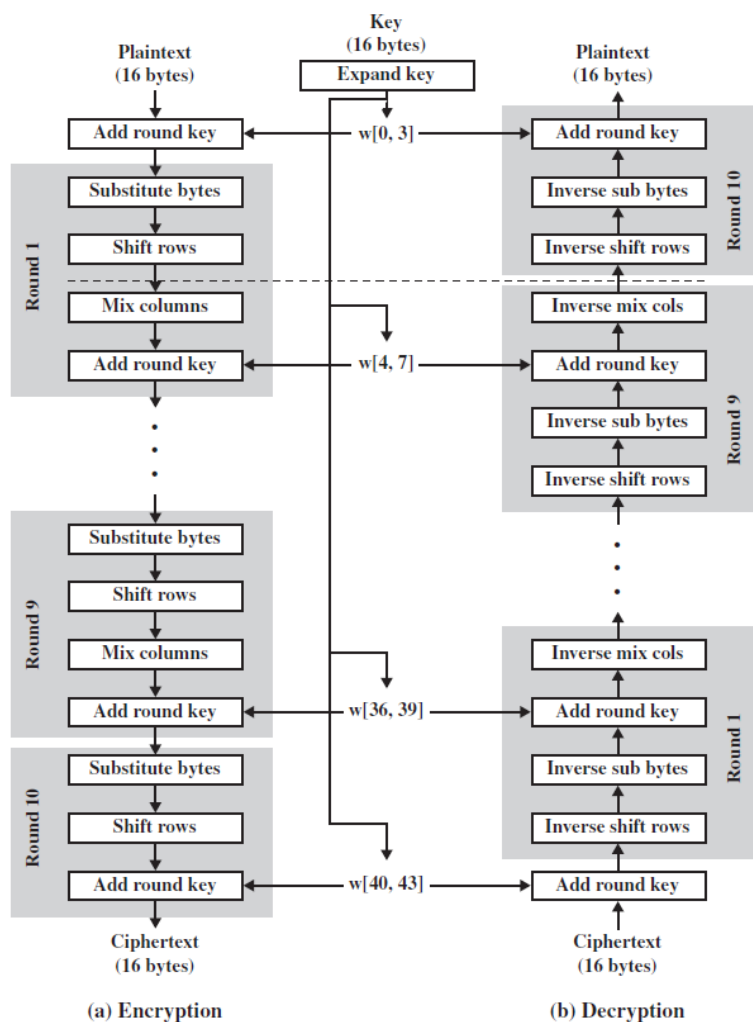 Plaintext
(16 bytes)
Add round key
Round 1
Substitute bytes
Shift rows
Mix columns
Add round key
Round 9
Substitute bytes
Shift rows
Mix columns
Add round key
Round 10
Substitute bytes
Shift rows
Add round key
Ciphertext
(16 bytes)
(a) Encryption
Key
(16 bytes)
Expand key
w[0, 3]
w[4, 7]
w[36, 39]
w[40, 43]
Plaintext
(16 bytes)
Add round key
Inverse sub bytes
Inverse shift rows
Round 10
Inverse mix cols
Add round key
Inverse sub bytes
Inverse shift rows
Round 9
Inverse mix cols
Add round key
Inverse sub bytes
Inverse shift rows
Round 1
Add round key
Ciphertext
(16 bytes)
(b) Decryption